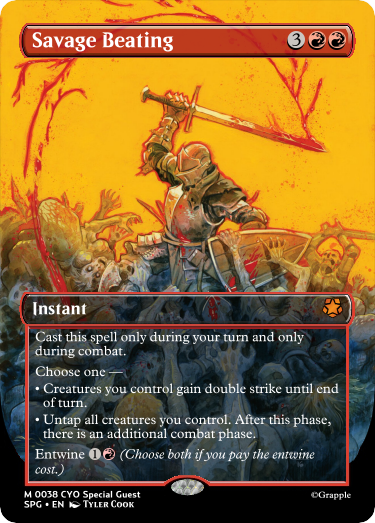 Savage Beating 3
Instant
Cast this spell only during your turn and only
during combat.
Choose one —
• Creatures you control gain double strike until end
of turn.
• Untap all creatures you control. After this phase,
there is an additional combat phase.
Entwine 1 (Choose both if you pay the entwine
cost.)
M 0038 CYO Special Guest
SPG • EN Tyler Cook ©Grapple